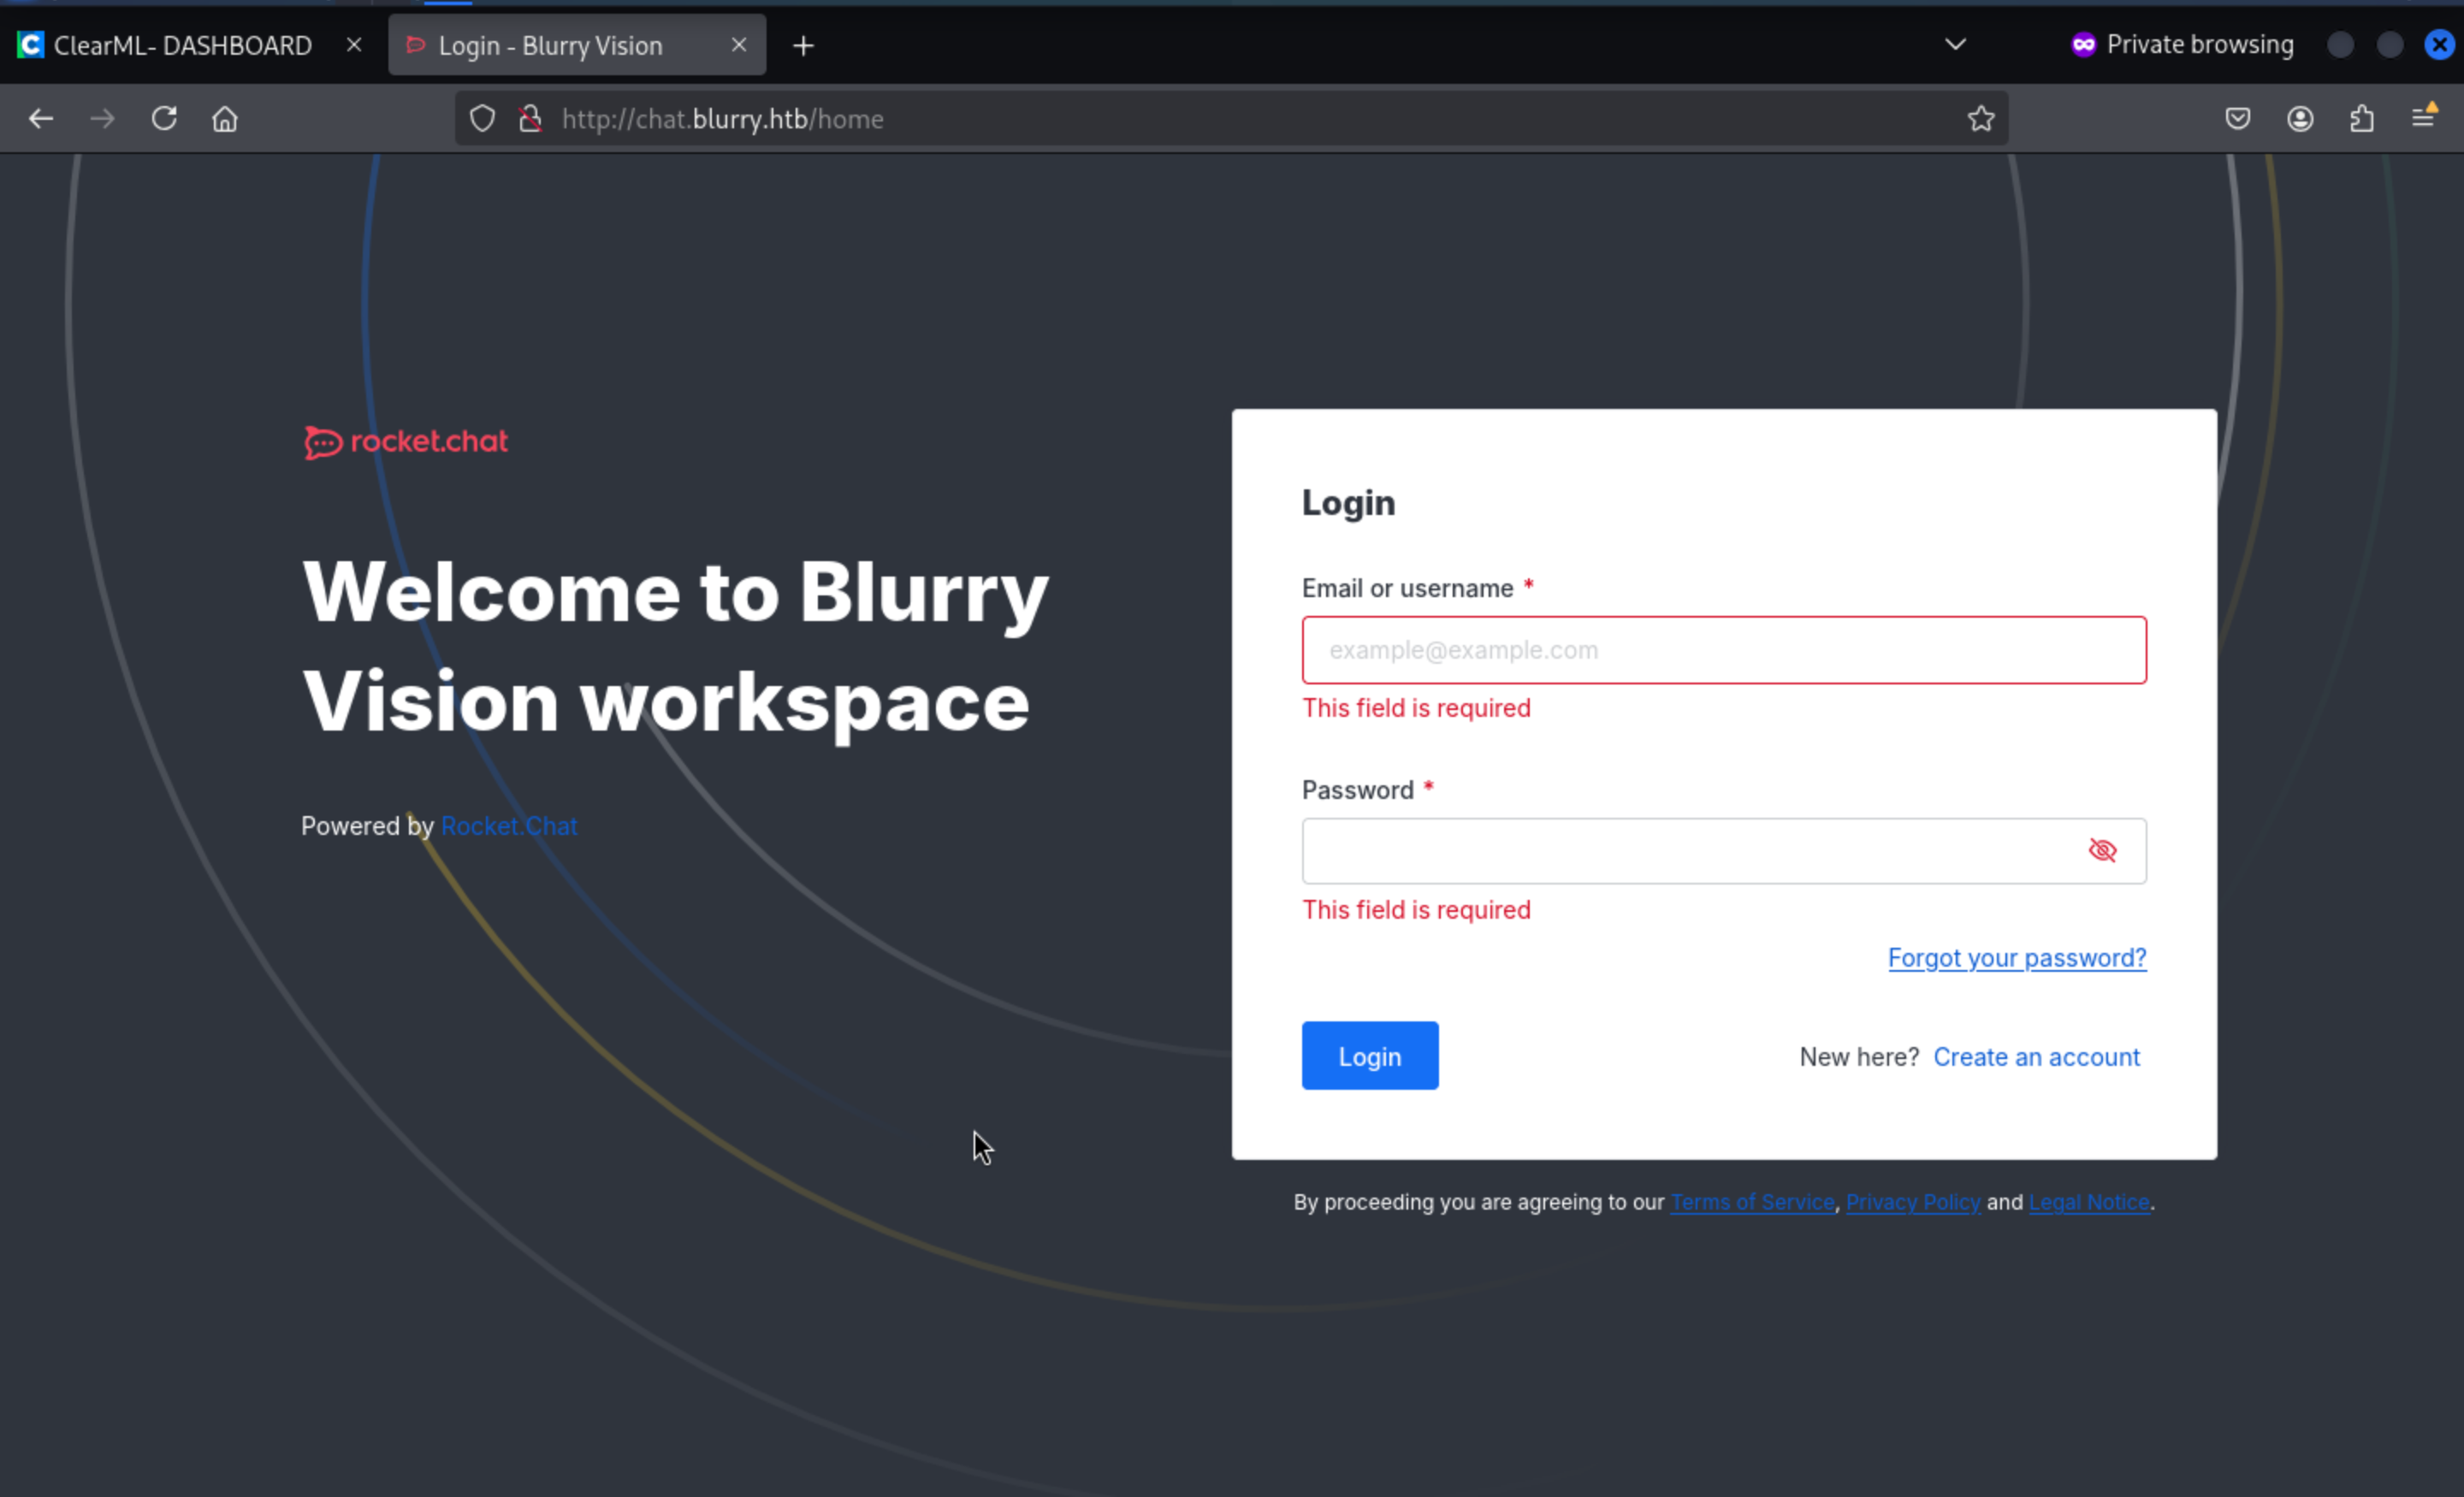 ClearML- DASHBOARD
Login - Blurry Vision
Private browsing
http://chat.blurry.htb/home
rocket.chat
Welcome to Blurry
Vision workspace
Powered by Rocket.Chat
Login
Email or username *
example@example.com
This field is required
Password *
This field is required
Forgot your password?
Login
New here? Create an account
By proceeding you are agreeing to our Terms of Service, Privacy Policy and Legal Notice.